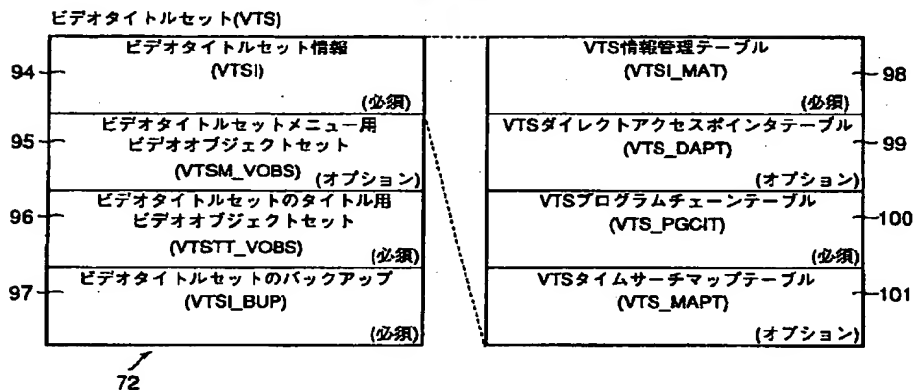 ビデオタイトルセット(VTS)
ビデオタイトルセット情報
(VTSI)
(必須)
94
ビデオタイトルセットメニュー用
ビデオオブジェクトセット
(VTSM_VOBS)
(オプション)
95
ビデオタイトルセットのタイトル用
ビデオオブジェクトセット
(VTSTT_VOBS)
(必須)
96
ビデオタイトルセットのバックアップ
(VTSI_BUP)
(必須)
97
72
VTS情報管理テーブル
(VTSI_MAT)
(必須)
98
VTSダイレクトアクセスポインタテーブル
(VTS_DAPT)
(オプション)
99
VTSプログラムチェーンテーブル
(VTS_PGCIT)
(必須)
100
VTSタイムサーチマップテーブル
(VTS_MAPT)
(オプション)
101